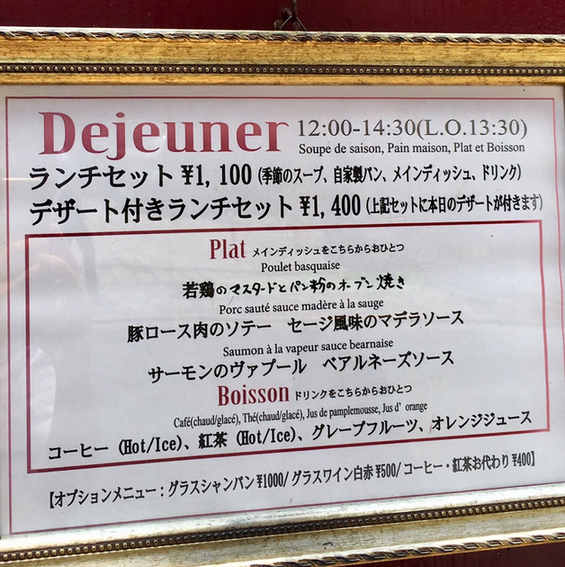 Dejeuner 12:00-14:30(L.O.13:30)
Soupe de saison, Pain maison, Plat et Boisson
ランチセット ¥1,100 (季節のスープ、自家製パン、メインディッシュ、ドリンク)
デザート付きランチセット ¥1,400 (上記セットに本日のデザートが付きます)
Plat メインディッシュをこちらからおひとつ
Poulet basquaise
若鶏のマスタードとパン粉のオーブン焼き
Porc sauté sauce madère à la sauge
豚ロース肉のソテー　セージ風味のマデラソース
Saumon à la vapeur sauce bearnaise
サーモンのヴァプール　ベアルネーズソース
Boisson ドリンクをこちらからおひとつ
Café(chaud/glacé), Thé(chaud/glacé), Jus de pamplemousse, Jus d' orange
コーヒー (Hot/Ice)、紅茶 (Hot/Ice)、グレープフルーツ、オレンジジュース
【オプションメニュー：グラスシャンパン¥1000/ グラスワイン白赤¥500/ コーヒー・紅茶お代わり¥400】